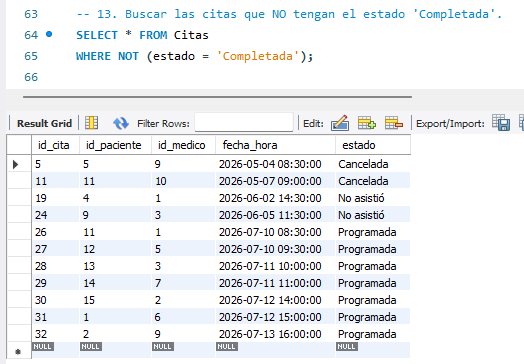 63 -- 13. Buscar las citas que NO tengan el estado 'Completada'.
64 SELECT * FROM Citas
65 WHERE NOT (estado = 'Completada');
66
Result Grid Filter Rows: Edit: Export/Import:
id_cita id_paciente id_medico fecha_hora estado
5 5 9 2026-05-04 08:30:00 Cancelada
11 11 10 2026-05-07 09:00:00 Cancelada
19 4 1 2026-06-02 14:30:00 No asistió
24 9 3 2026-06-05 11:30:00 No asistió
26 11 1 2026-07-10 08:30:00 Programada
27 12 5 2026-07-10 09:30:00 Programada
28 13 3 2026-07-11 10:00:00 Programada
29 14 7 2026-07-11 11:00:00 Programada
30 15 2 2026-07-12 14:00:00 Programada
31 1 6 2026-07-12 15:00:00 Programada
32 2 9 2026-07-13 16:00:00 Programada
NULL NULL NULL NULL NULL